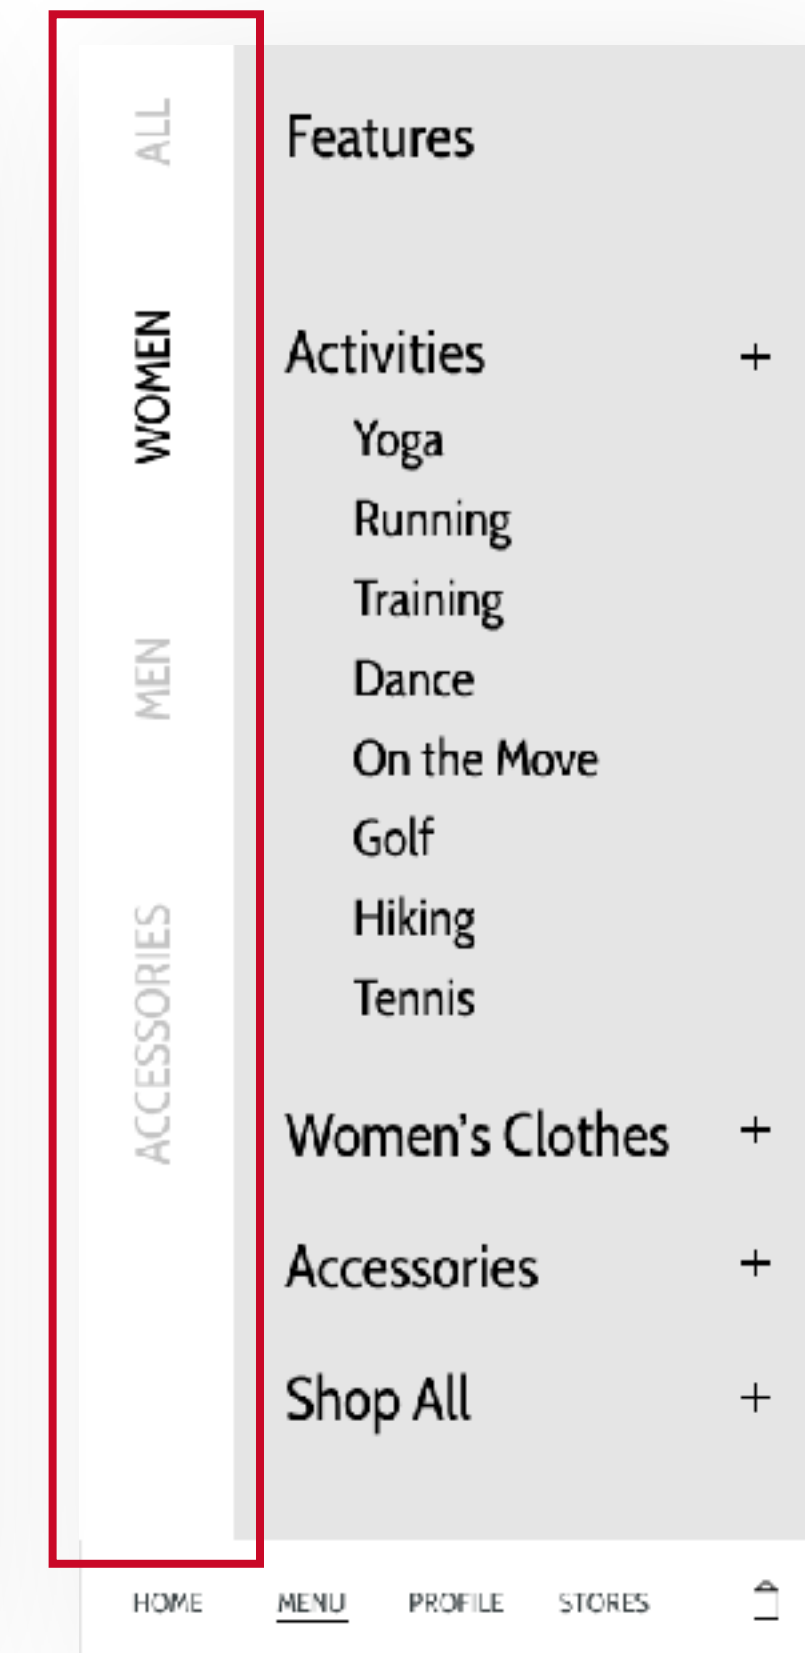 ALL
WOMEN
MEN
ACCESSORIES
Features
Activities +
Yoga
Running
Training
Dance
On the Move
Golf
Hiking
Tennis
Women's Clothes +
Accessories +
Shop All +
HOME MENU PROFILE STORES